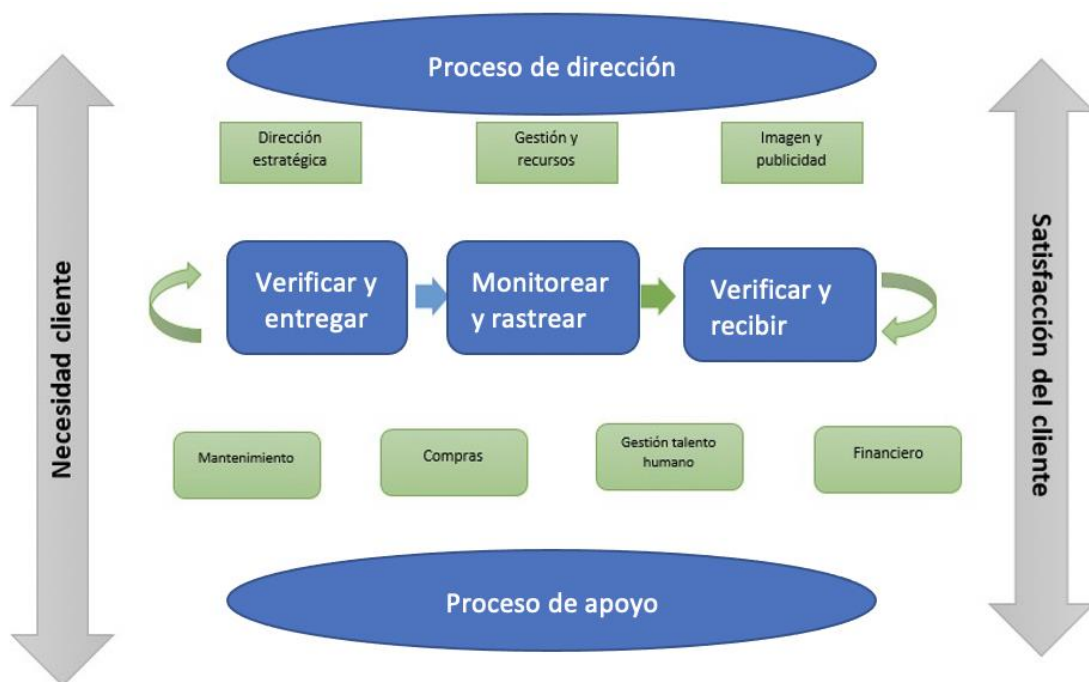 Proceso de dirección
Dirección
estratégica
Gestión y
recursos
Imagen y
publicidad
Necesidad cliente
Verificar y
entregar
Monitorear
y rastrear
Verificar y
recibir
Satisfacción del cliente
Mantenimiento
Compras
Gestión talento
humano
Financiero
Proceso de apoyo